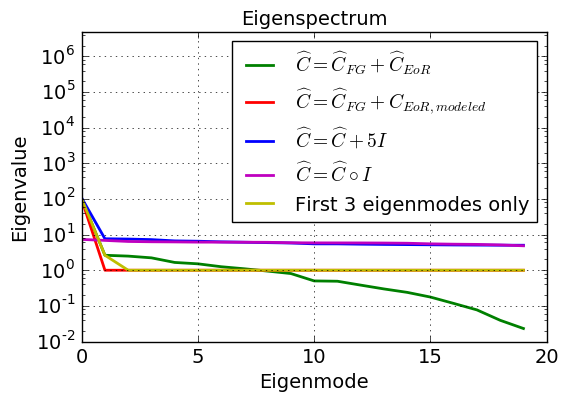 Eigenspectrum
Eigenvalue
10^6
10^5
10^4
10^3
10^2
10^1
10^0
10^-1
10^-2
Ĉ = Ĉ_FG + Ĉ_EoR
Ĉ = Ĉ_FG + C_EoR, modeled
Ĉ = Ĉ + 5I
Ĉ = Ĉ ∘ I
First 3 eigenmodes only
0 5 10 15 20
Eigenmode